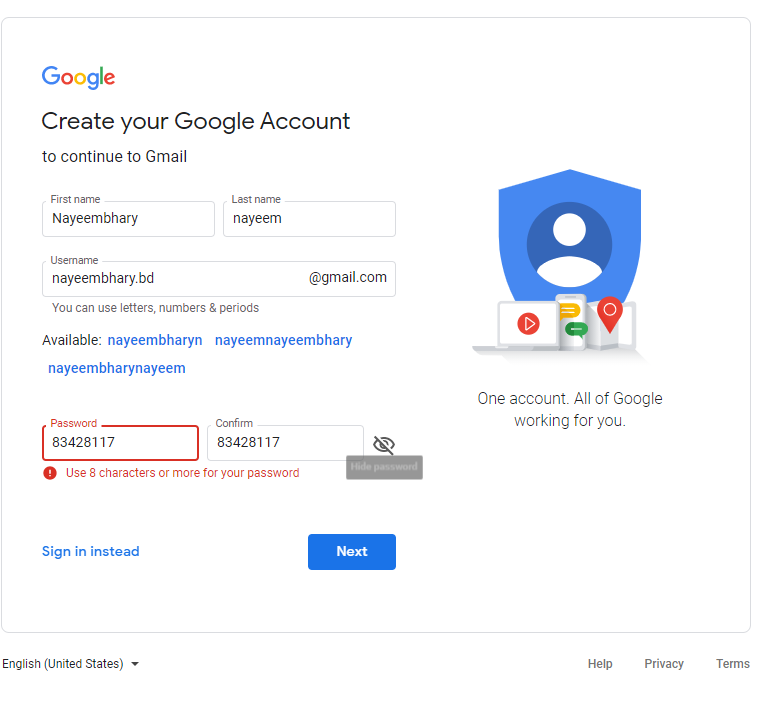 Google
Create your Google Account
to continue to Gmail
First name Last name
Nayeembhary nayeem
Username
nayeembhary.bd @gmail.com
You can use letters, numbers & periods
Available: nayeembharyn nayeemnayeembhary
nayeembharynayeem
Password Confirm
83428117 83428117
Hide password
Use 8 characters or more for your password
Sign in instead Next
One account. All of Google
working for you.
English (United States) Help Privacy Terms